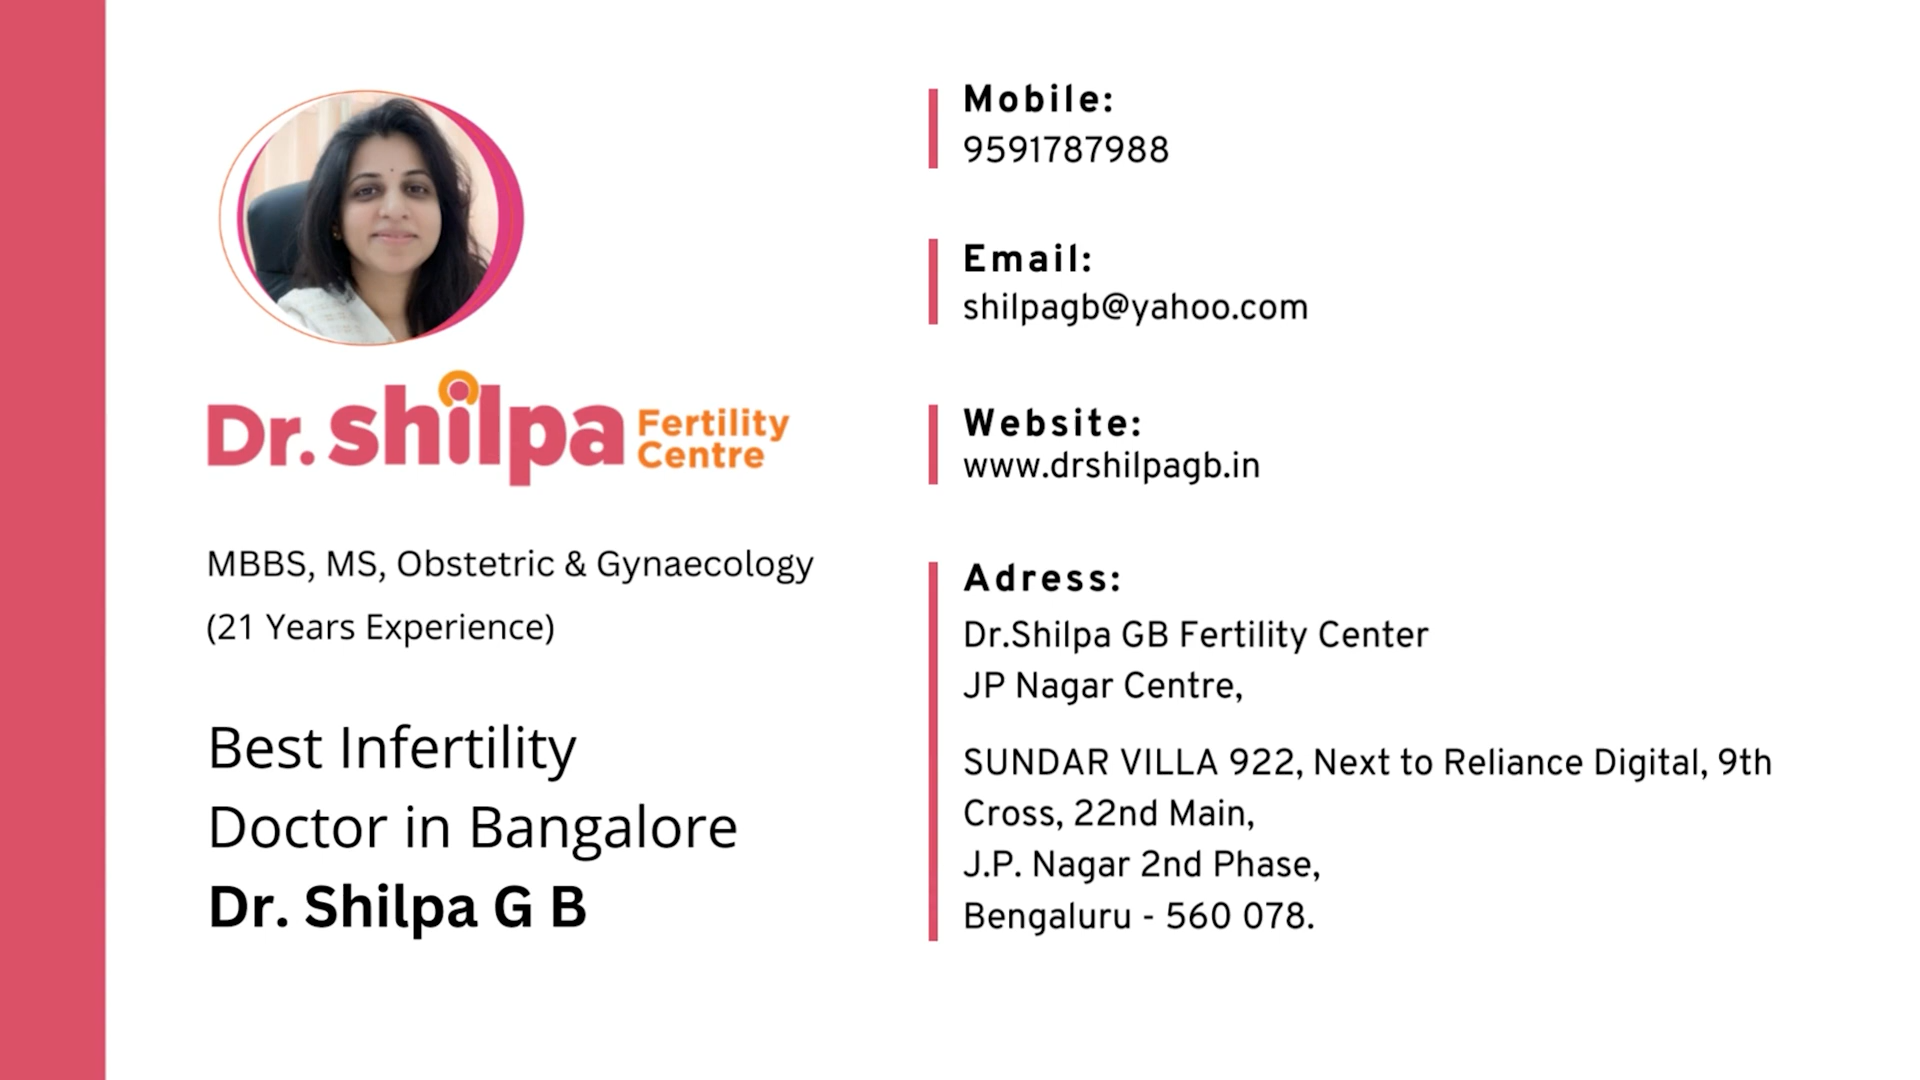 Dr. shilpa Fertility Centre
MBBS, MS, Obstetric & Gynaecology
(21 Years Experience)
Best Infertility
Doctor in Bangalore
Dr. Shilpa G B
Mobile:
9591787988
Email:
shilpagb@yahoo.com
Website:
www.drshilpagb.in
Adress:
Dr.Shilpa GB Fertility Center
JP Nagar Centre,
SUNDAR VILLA 922, Next to Reliance Digital, 9th
Cross, 22nd Main,
J.P. Nagar 2nd Phase,
Bengaluru - 560 078.